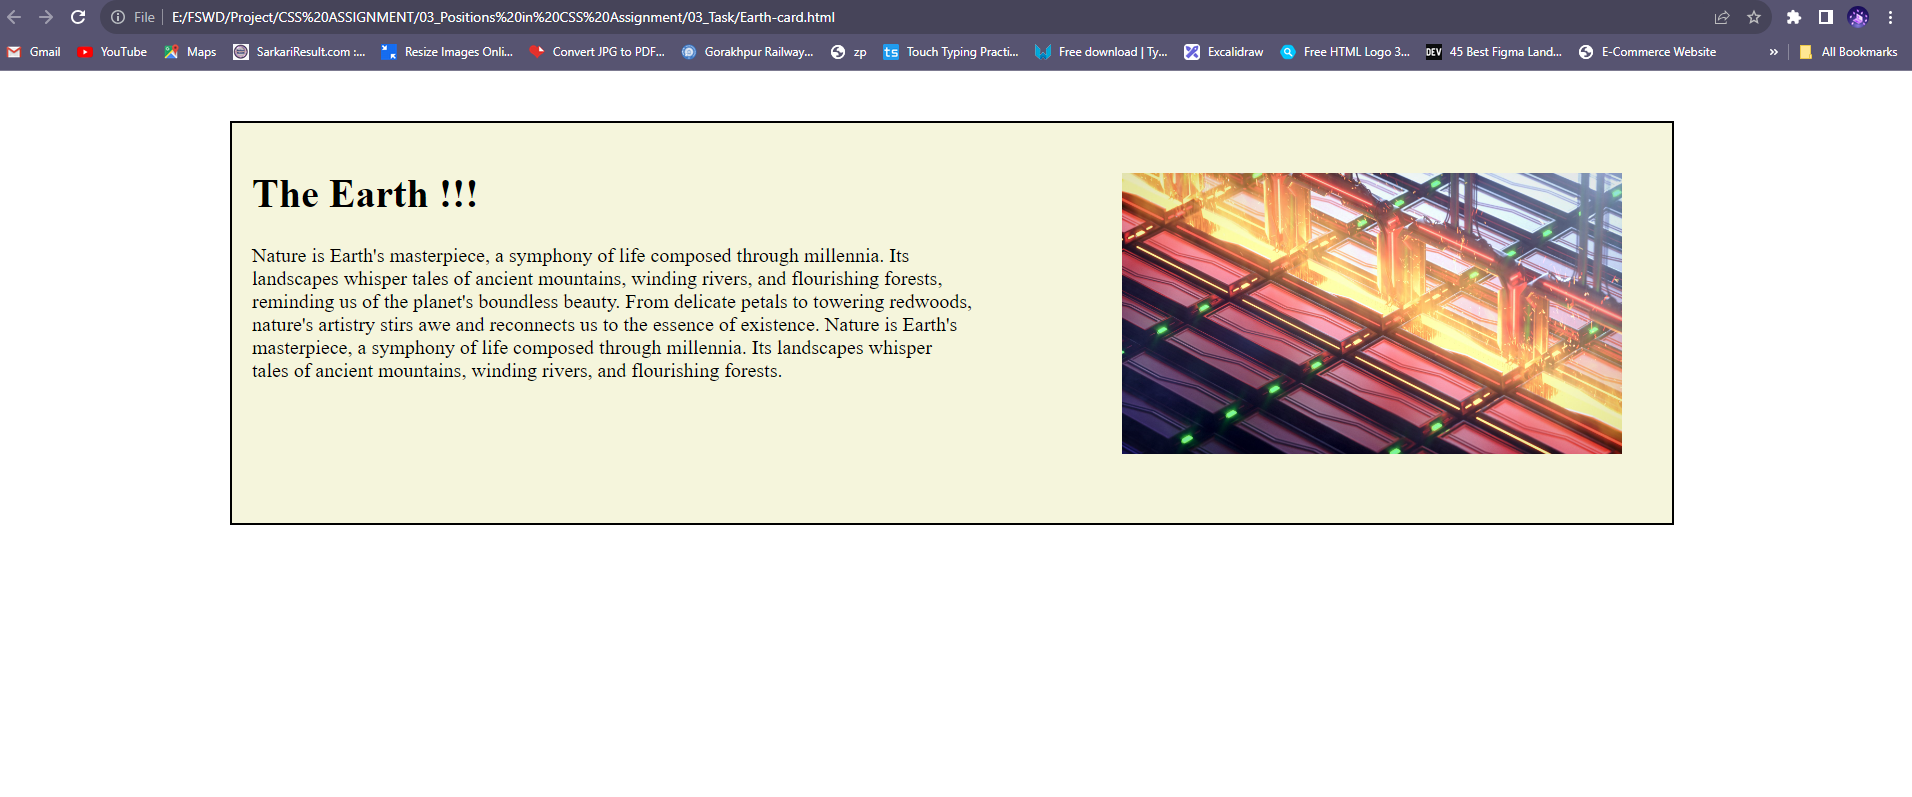 File
E:/FSWD/Project/CSS%20ASSIGNMENT/03_Positions%20in%20CSS%20Assignment/03_Task/Earth-card.html
Gmail
YouTube
Maps
SarkariResult.com :...
Resize Images Onli...
Convert JPG to PDF...
Gorakhpur Railway...
zp
ts
Touch Typing Practi...
Free download | Ty...
Excalidraw
Free HTML Logo 3...
DEV
45 Best Figma Land...
E-Commerce Website
»
All Bookmarks
The Earth !!!
Nature is Earth's masterpiece, a symphony of life composed through millennia. Its
landscapes whisper tales of ancient mountains, winding rivers, and flourishing forests,
reminding us of the planet's boundless beauty. From delicate petals to towering redwoods,
nature's artistry stirs awe and reconnects us to the essence of existence. Nature is Earth's
masterpiece, a symphony of life composed through millennia. Its landscapes whisper
tales of ancient mountains, winding rivers, and flourishing forests.